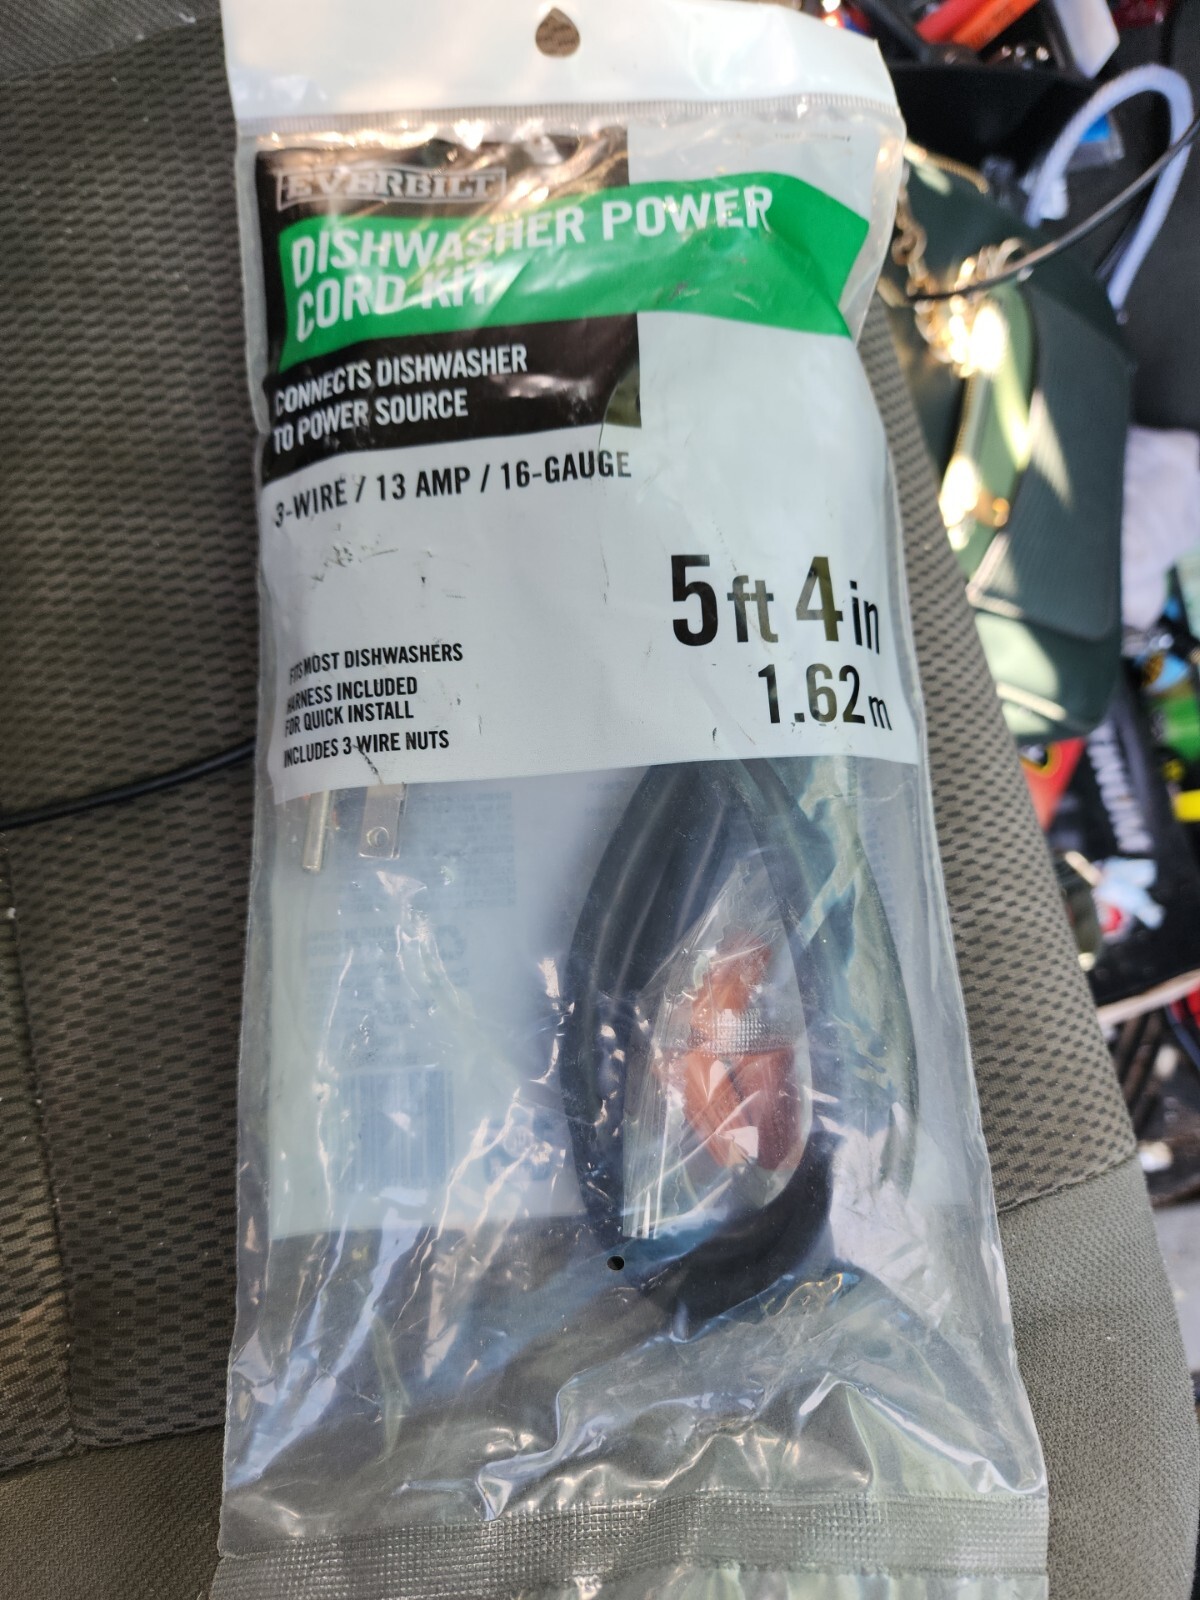 EVERBILT
DISHWASHER POWER
CORD KIT
CONNECTS DISHWASHER
TO POWER SOURCE
3-WIRE / 13 AMP / 16-GAUGE
5 ft 4 in
1.62 m
FITS MOST DISHWASHERS
HARNESS INCLUDED
FOR QUICK INSTALL
INCLUDES 3 WIRE NUTS